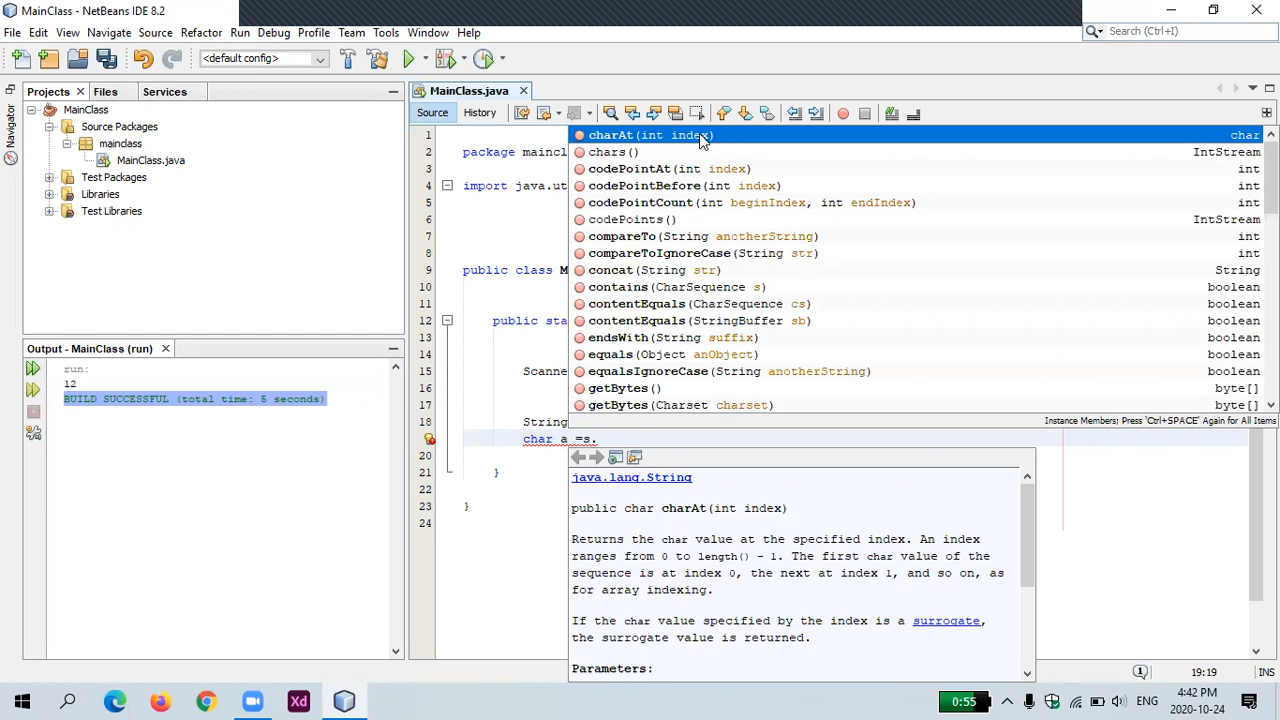 MainClass - NetBeans IDE 8.2
File Edit View Navigate Source Refactor Run Debug Profile Team Tools Window Help
Search (Ctrl+I)
<default config>
Projects Files Services
MainClass.java
Navigator
MainClass
Source Packages
mainclass
MainClass.java
Test Packages
Libraries
Test Libraries
Source History
1
2 package maincl
3
4 import java.ut
5
6
7
8
9 public class M
10
11
12 public sta
13
14
15 Scanne
16
17
18 String
char a =s.
20
21 }
22
23 }
24
charAt(int index) char
chars() IntStream
codePointAt(int index) int
codePointBefore(int index) int
codePointCount(int beginIndex, int endIndex) int
codePoints() IntStream
compareTo(String anotherString) int
compareToIgnoreCase(String str) int
concat(String str) String
contains(CharSequence s) boolean
contentEquals(CharSequence cs) boolean
contentEquals(StringBuffer sb) boolean
endsWith(String suffix) boolean
equals(Object anObject) boolean
equalsIgnoreCase(String anotherString) boolean
getBytes() byte[]
getBytes(Charset charset) byte[]
Instance Members; Press 'Ctrl+SPACE' Again for All Items
java.lang.String
public char charAt(int index)
Returns the char value at the specified index. An index
ranges from 0 to length() - 1. The first char value of the
sequence is at index 0, the next at index 1, and so on, as
for array indexing.
If the char value specified by the index is a surrogate,
the surrogate value is returned.
Parameters:
Output - MainClass (run)
run:
12
BUILD SUCCESSFUL (total time: 5 seconds)
1
19:19 INS
Xd
0:55
ENG
4:42 PM
2020-10-24